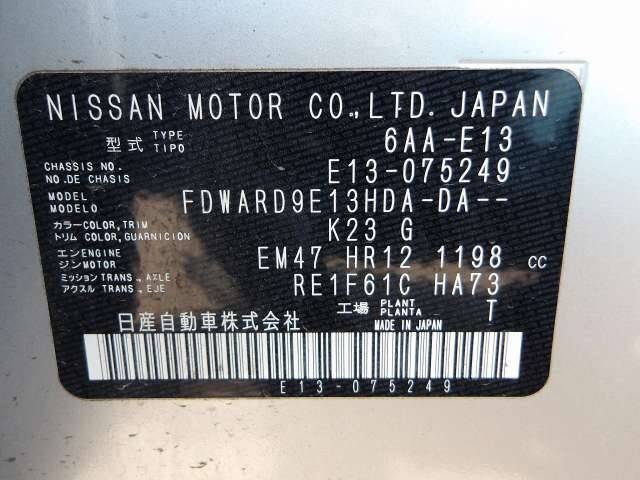 NISSAN MOTOR CO.,LTD. JAPAN
型式 TYPE TIPO 6AA-E13
CHASSIS NO. NO.DE CHASIS E13-075249
MODEL MODELO FDWARD9E13HDA-DA--
カラー COLOR,TRIM トリム COLOR,GUARNICION K23 G
エンジン ENGINE MOTOR EM47 HR12 1198 CC
ミッション アクスル TRANS., AXLE TRANS., EJE RE1F61C HA73
工場 PLANT PLANTA T
日産自動車株式会社 MADE IN JAPAN
E13-075249